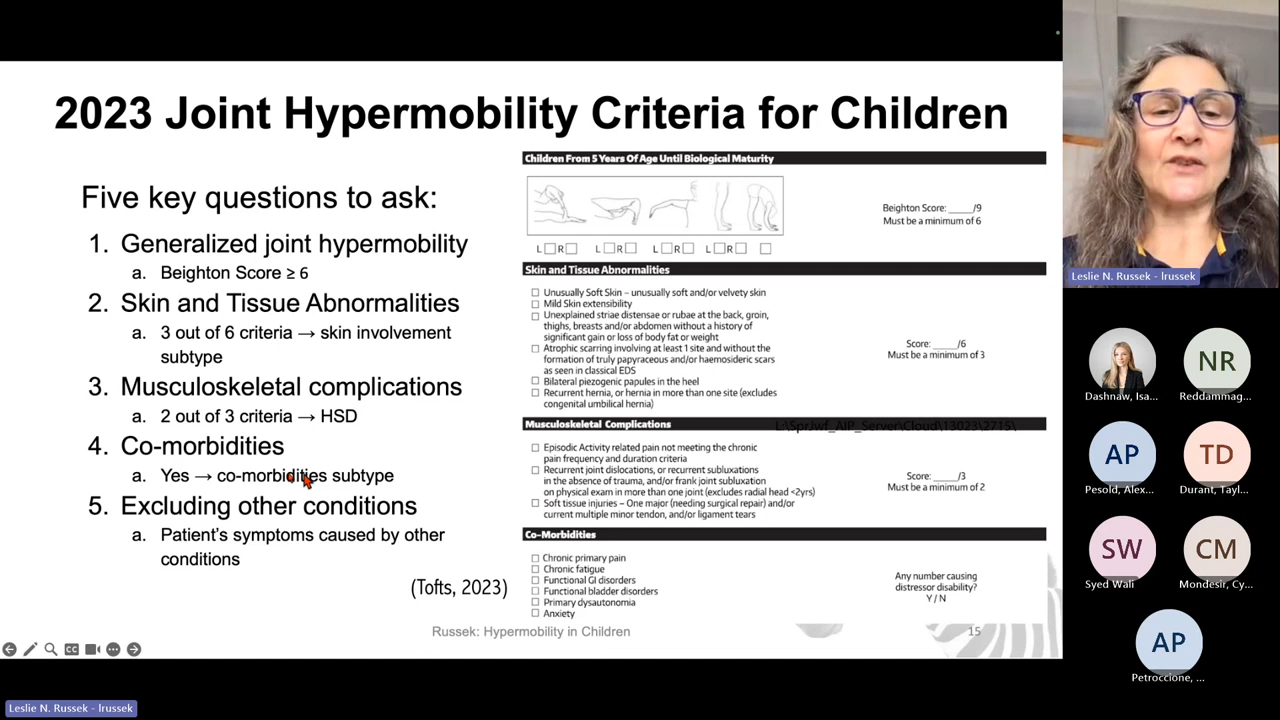 2023 Joint Hypermobility Criteria for Children
Five key questions to ask:
1. Generalized joint hypermobility
a. Beighton Score ≥ 6
2. Skin and Tissue Abnormalities
a. 3 out of 6 criteria → skin involvement
subtype
3. Musculoskeletal complications
a. 2 out of 3 criteria → HSD
4. Co-morbidities
a. Yes → co-morbidities subtype
5. Excluding other conditions
a. Patient's symptoms caused by other
conditions
(Tofts, 2023)
Children From 5 Years Of Age Until Biological Maturity
L R L R L R L R
Beighton Score: ____/9
Must be a minimum of 6
Skin and Tissue Abnormalities
Unusually Soft Skin – unusually soft and/or velvety skin
Mild Skin extensibility
Unexplained striae distensae or rubae at the back, groin,
thighs, breasts and/or abdomen without a history of
significant gain or loss of body fat or weight
Atrophic scarring involving at least 1 site and without the
formation of truly papyraceous and/or haemosideric scars
as seen in classical EDS
Bilateral piezogenic papules in the heel
Recurrent hernia, or hernia in more than one site (excludes
congenital umbilical hernia)
Score: ____/6
Must be a minimum of 3
Musculoskeletal Complications
L:\SprJwf_AIP_Server\Cloud\13023\2715\
Episodic Activity related pain not meeting the chronic
pain frequency and duration criteria
Recurrent joint dislocations, or recurrent subluxations
in the absence of trauma, and/or frank joint subluxation
on physical exam in more than one joint (excludes radial head <2yrs)
Soft tissue injuries – One major (needing surgical repair) and/or
current multiple minor tendon, and/or ligament tears
Score: ____/3
Must be a minimum of 2
Co-Morbidities
Chronic primary pain
Chronic fatigue
Functional GI disorders
Functional bladder disorders
Primary dysautonomia
Anxiety
Any number causing
distressor disability?
Y / N
Russek: Hypermobility in Children
15
CC
Leslie N. Russek - lrussek
Leslie N. Russek - lrussek
Dashnaw, Isa...
NR
Reddammag...
AP
Pesold, Alex...
TD
Durant, Tayl...
SW
Syed Wali
CM
Mondesir, Cy...
AP
Petroccione, ...